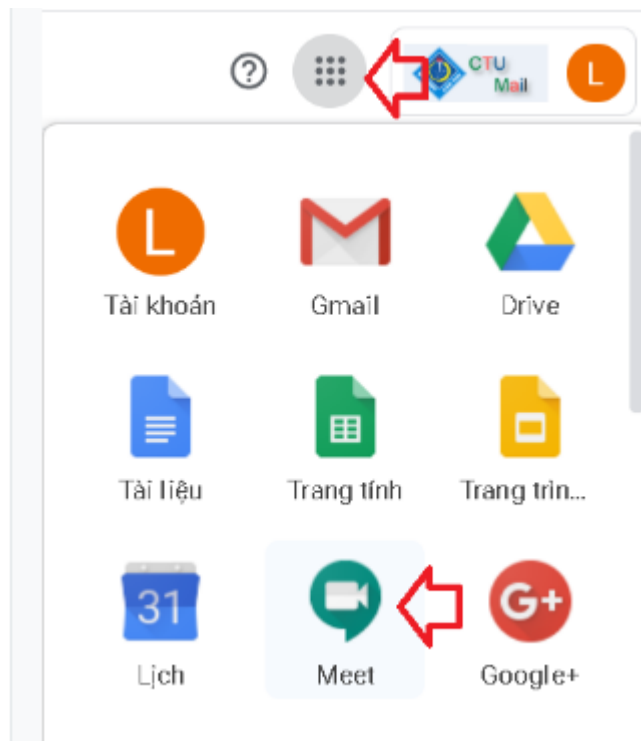 CTU
Mail
L
L
Tài khoản
Gmail
Drive
Tài liệu
Trang tính
Trang trìn...
31
G+
Lịch
Meet
Google+